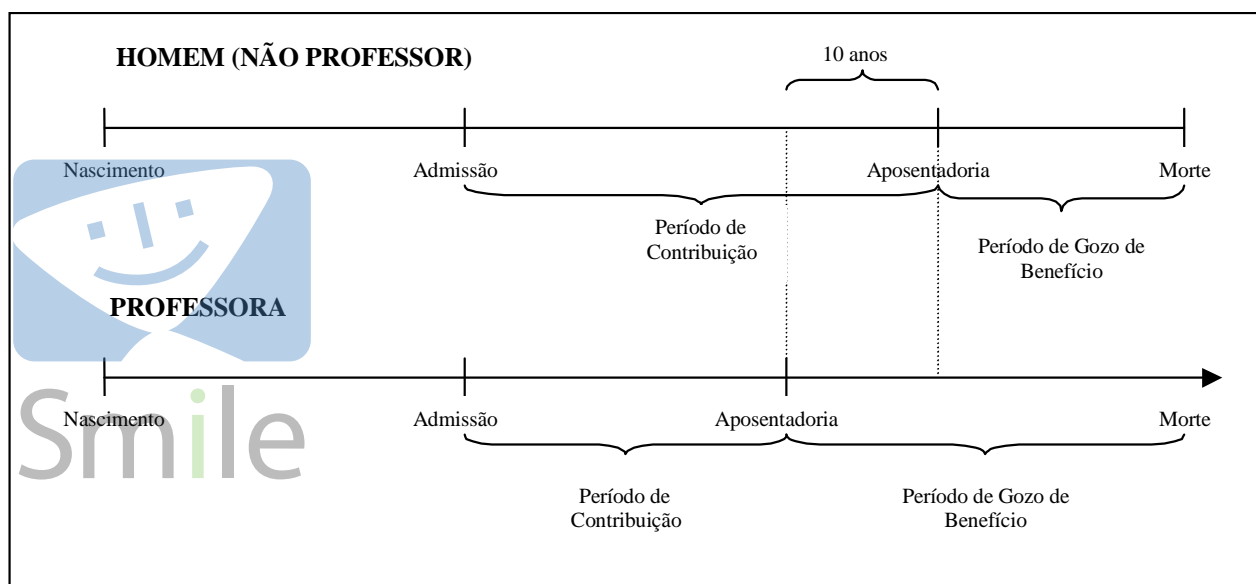 HOMEM (NÃO PROFESSOR)
10 anos
Nascimento
Admissão
Aposentadoria
Morte
Período de
Contribuição
Período de Gozo de
Benefício
PROFESSORA
Nascimento
Admissão
Aposentadoria
Morte
Smile
Período de
Contribuição
Período de Gozo de
Benefício